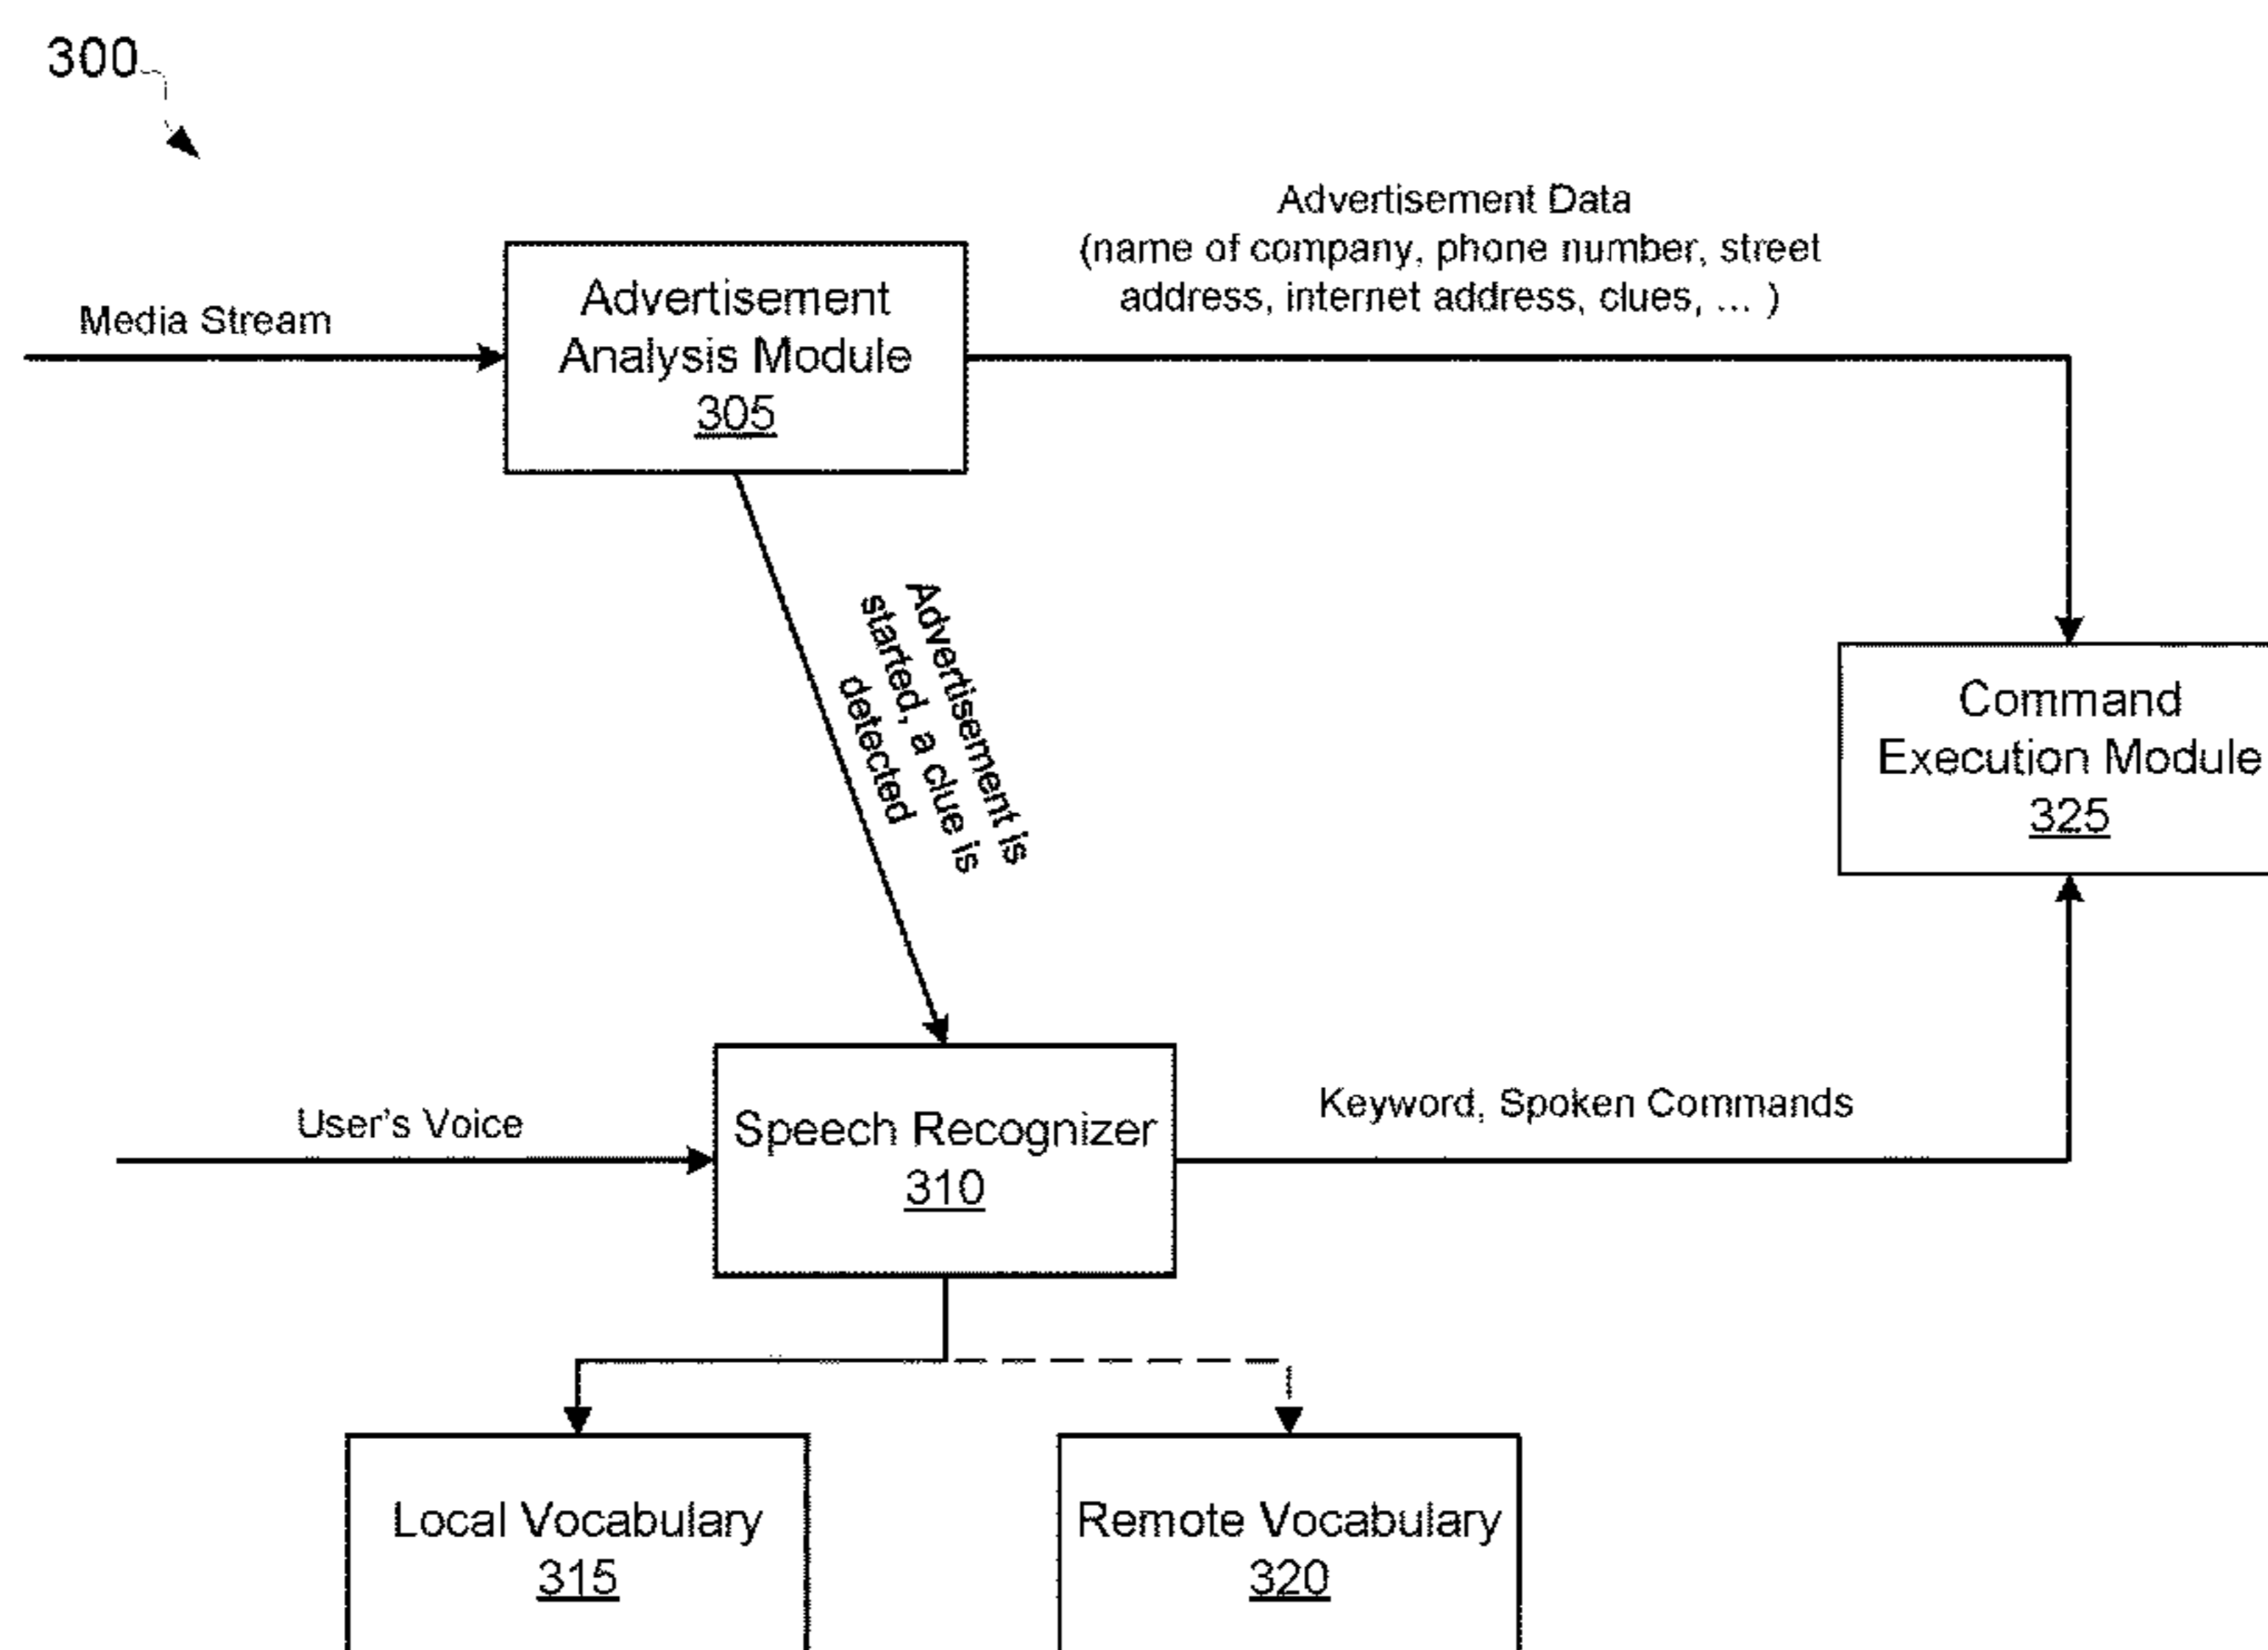 300
Advertisement Data
(name of company, phone number, street
address, internet address, clues, ... )
Media Stream
Advertisement
Analysis Module
305
Advertisement is
started, a clue is
detected
Command
Execution Module
325
User's Voice
Speech Recognizer
310
Keyword, Spoken Commands
Local Vocabulary
315
Remote Vocabulary
320